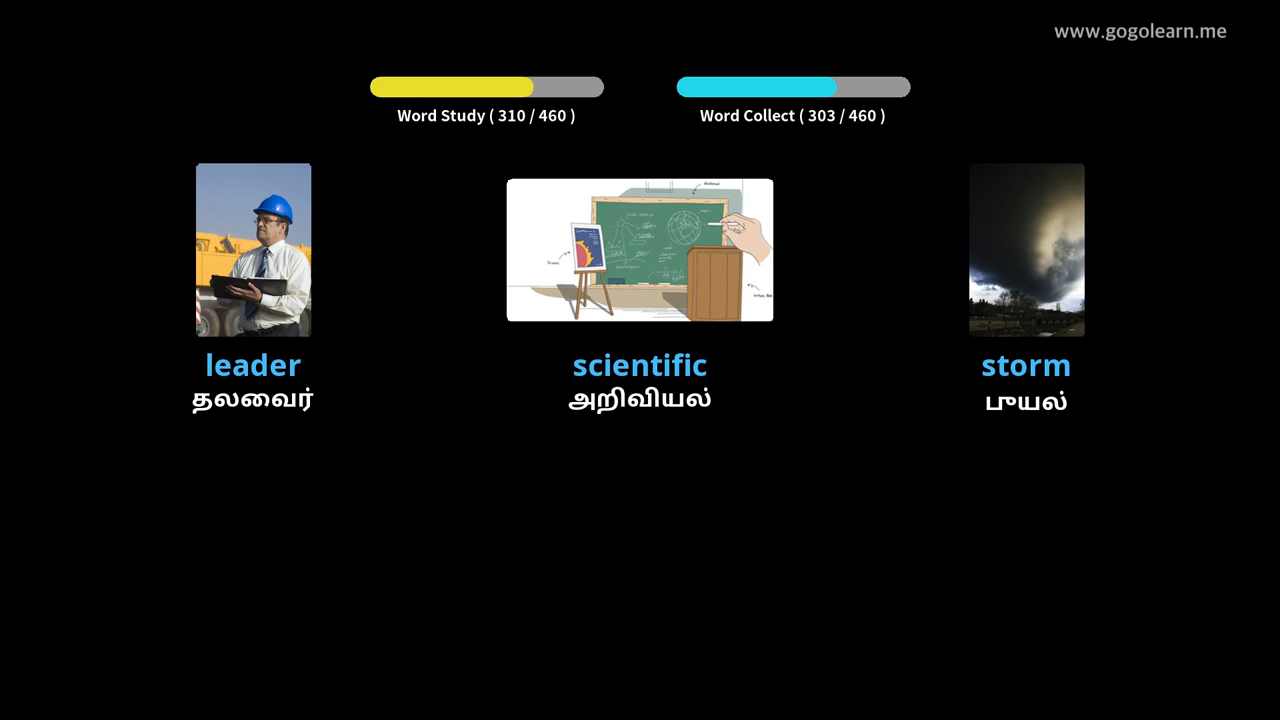 www.gogolearn.me
Word Study ( 310 / 460 )
Word Collect ( 303 / 460 )
leader
தலைவர்
scientific
அறிவியல்
storm
புயல்